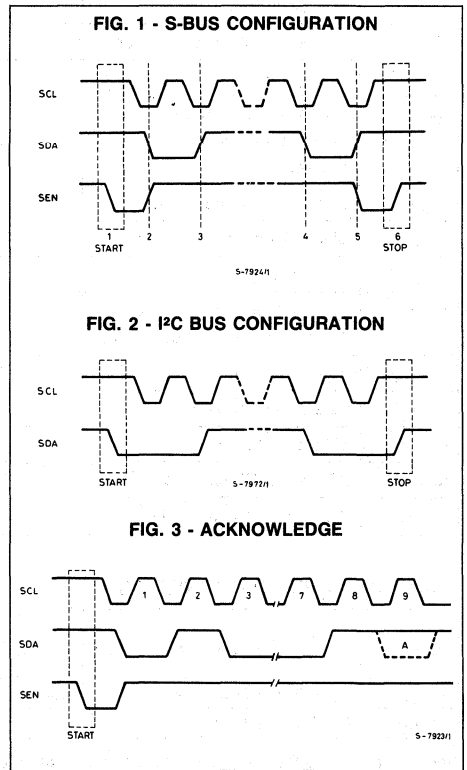 FIG. 1 - S-BUS CONFIGURATION
SCL
SDA
SEN
1 2 3 4 5 6
START STOP
S-7924/1
FIG. 2 - I²C BUS CONFIGURATION
SCL
SDA
START STOP
S-7972/1
FIG. 3 - ACKNOWLEDGE
SCL 1 2 3 7 8 9
SDA A
SEN
START
S-7923/1